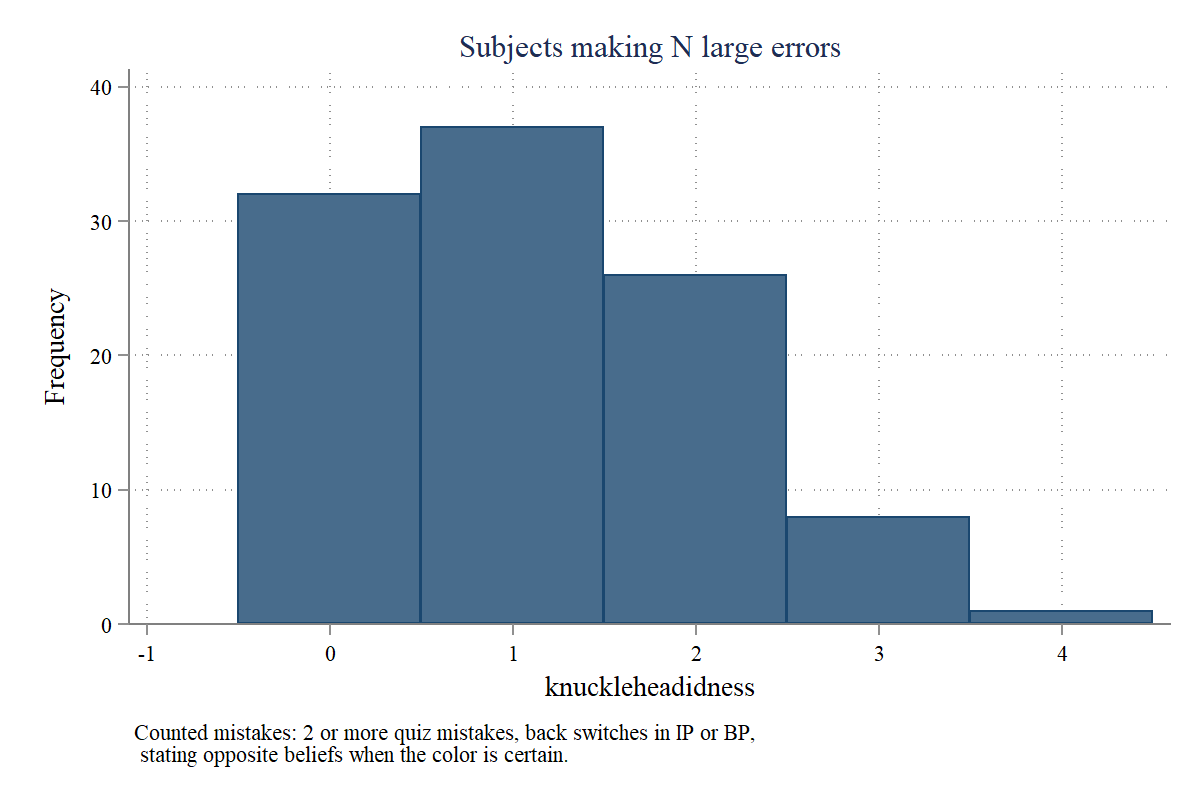 Subjects making N large errors
40
30
20
10
0
Frequency
-1 0 1 2 3 4
knuckleheadidness
Counted mistakes: 2 or more quiz mistakes, back switches in IP or BP,
stating opposite beliefs when the color is certain.